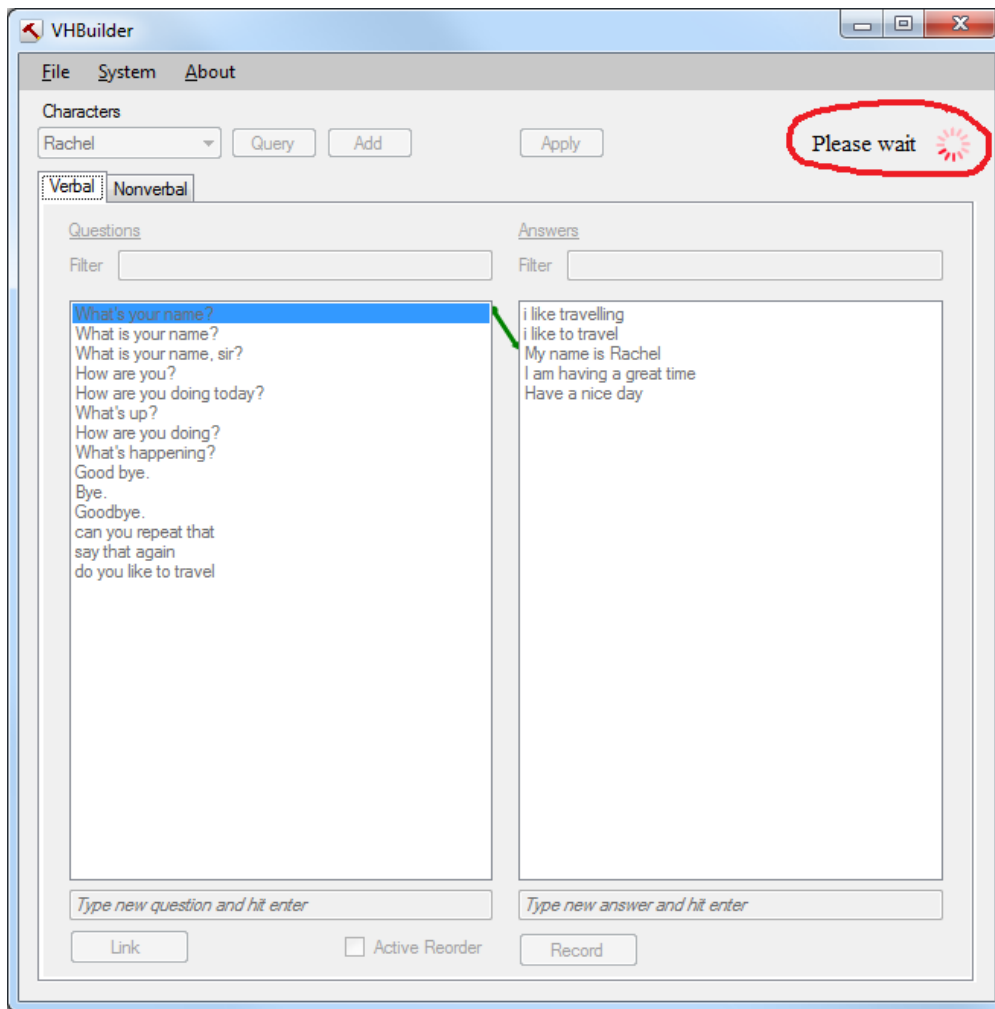 VHBuilder
File System About
Characters
Rachel Query Add Apply Please wait
Verbal Nonverbal
Questions Answers
Filter Filter
What's your name?
What is your name?
What is your name, sir?
How are you?
How are you doing today?
What's up?
How are you doing?
What's happening?
Good bye.
Bye.
Goodbye.
can you repeat that
say that again
do you like to travel
i like travelling
i like to travel
My name is Rachel
I am having a great time
Have a nice day
Type new question and hit enter Type new answer and hit enter
Link Active Reorder Record